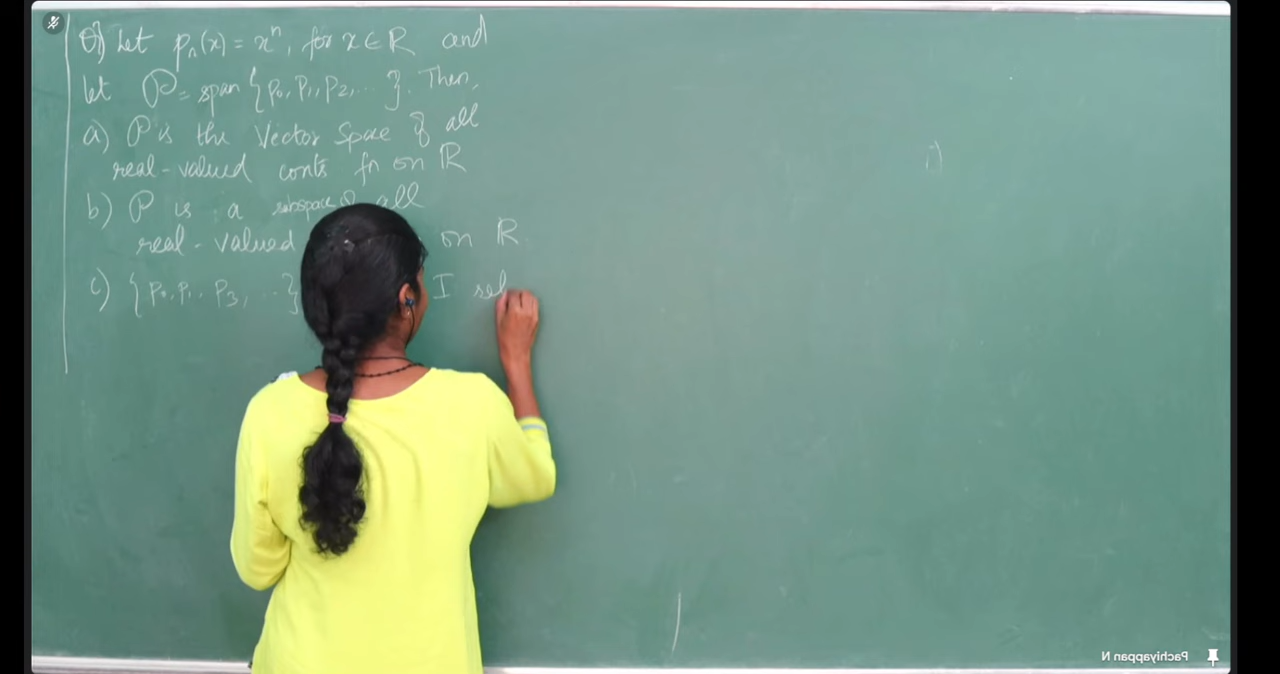 Q) Let pₙ(x) = xⁿ, for x ∈ ℝ and
let 𝒫 = span {p₀, p₁, p₂, ... }. Then,
a) 𝒫 is the Vector Space of all
real-valued conts fn on ℝ
b) 𝒫 is a subspace of all
real-valued on ℝ
c) {p₀, p₁, p₃, ... } I
Pachiyappan N